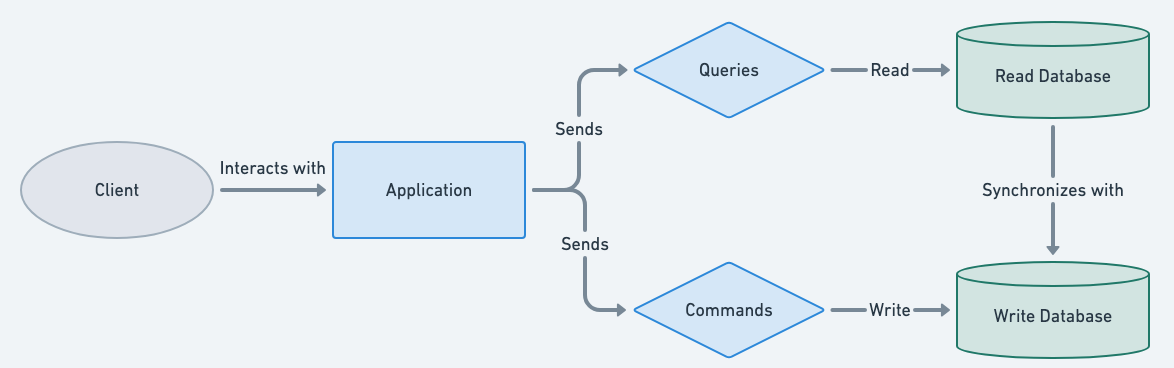 Client
Interacts with
Application
Sends
Sends
Queries
Commands
Read
Write
Read Database
Synchronizes with
Write Database